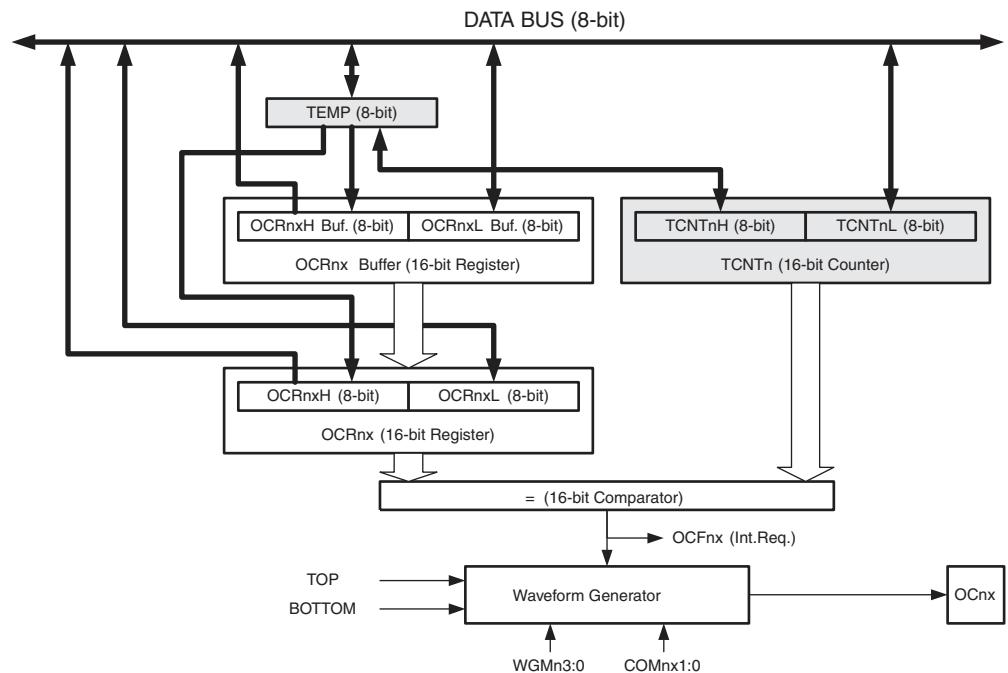 DATA BUS (8-bit)
TEMP (8-bit)
OCRnxH Buf. (8-bit)
OCRnxL Buf. (8-bit)
OCRnx Buffer (16-bit Register)
TCNTnH (8-bit)
TCNTnL (8-bit)
TCNTn (16-bit Counter)
OCRnxH (8-bit)
OCRnxL (8-bit)
OCRnx (16-bit Register)
= (16-bit Comparator)
OCFnx (Int.Req.)
TOP
BOTTOM
Waveform Generator
OCnx
WGMn3:0
COMnx1:0